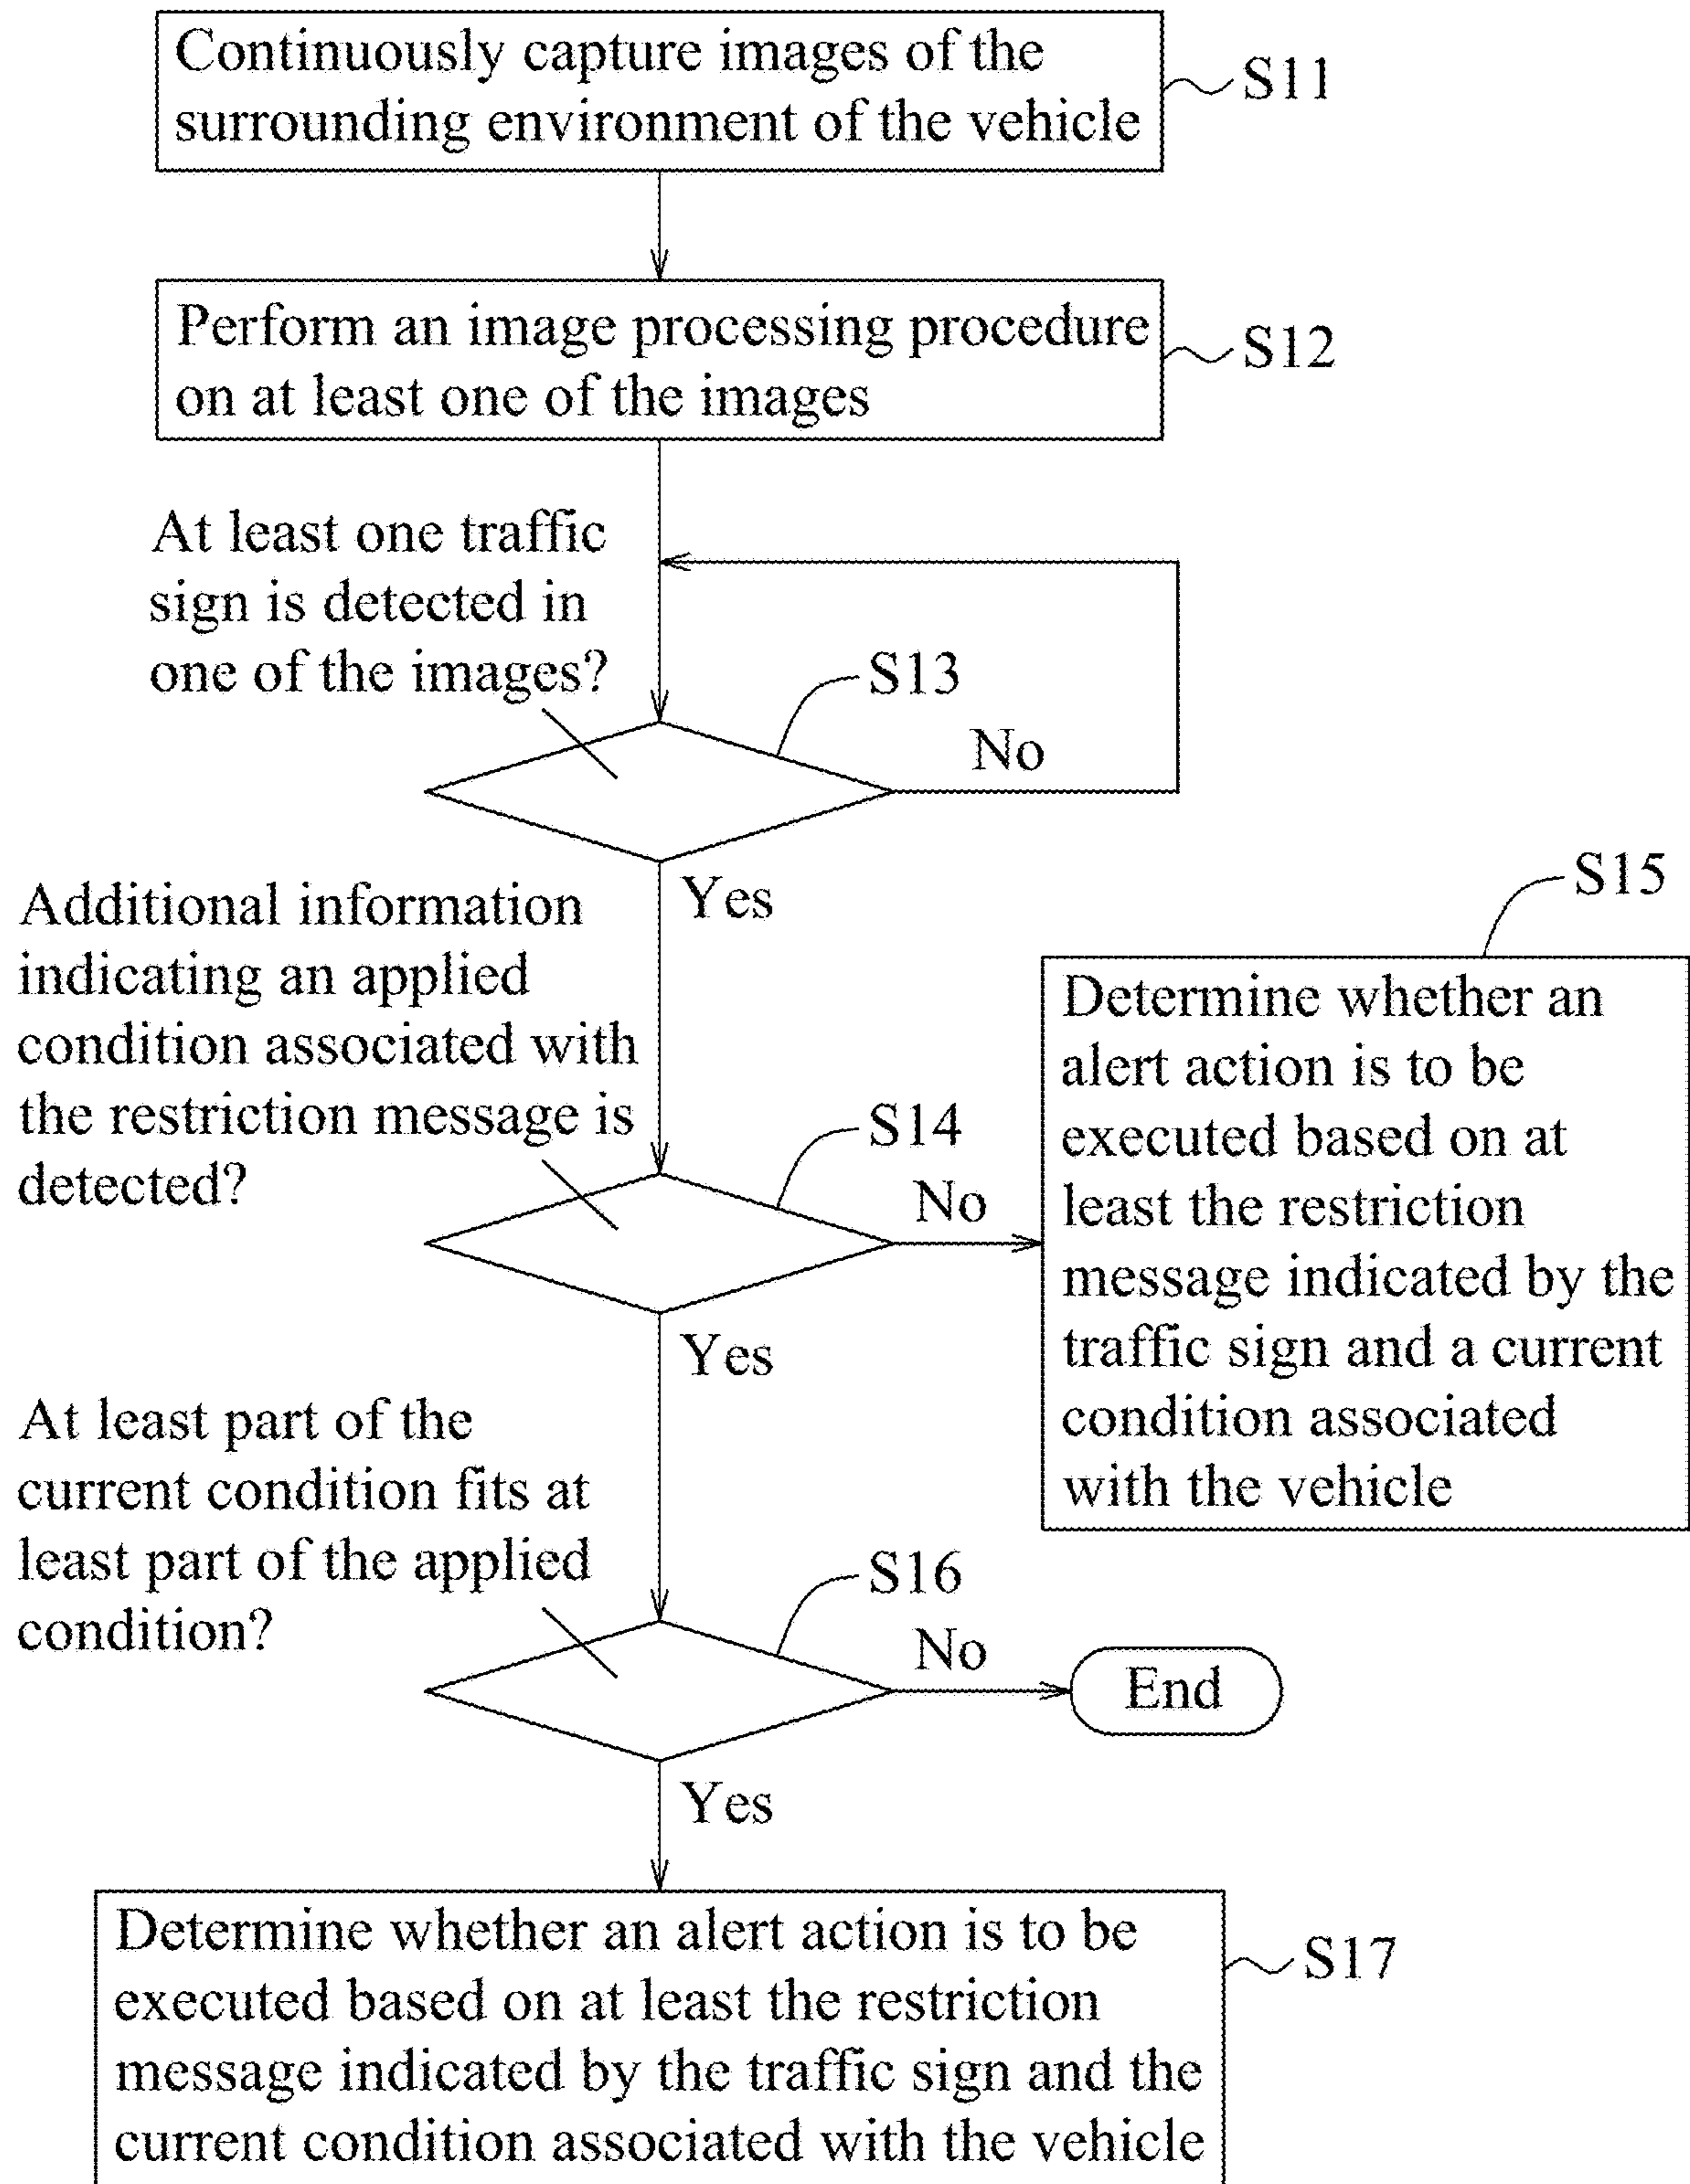 Continuously capture images of the
surrounding environment of the vehicle
S11
Perform an image processing procedure
on at least one of the images
S12
At least one traffic
sign is detected in
one of the images?
S13
No
Yes
Additional information
indicating an applied
condition associated with
the restriction message is
detected?
S14
No
S15
Determine whether an
alert action is to be
executed based on at
least the restriction
message indicated by the
traffic sign and a current
condition associated
with the vehicle
Yes
At least part of the
current condition fits at
least part of the applied
condition?
S16
No
End
Yes
Determine whether an alert action is to be
executed based on at least the restriction
message indicated by the traffic sign and the
current condition associated with the vehicle
S17